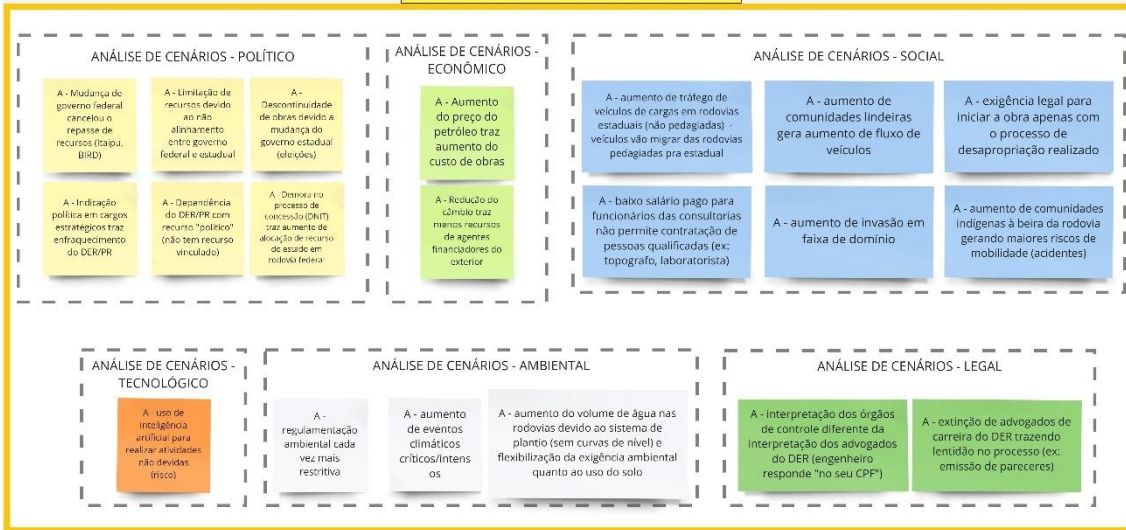 ANÁLISE DE CENÁRIOS - POLÍTICO
A - Mudança de
governo federal
cancelou o
repasse de
recursos (Itaipu,
BIRD)
A - Limitação de
recursos devido
ao não
alinhamento
entre governo
federal e estadual
A -
Descontinuidade
de obras devido a
mudança do
governo estadual
(eleições)
A - Indicação
política em cargos
estratégicos traz
enfraquecimento
do DER/PR
A - Dependência
do DER/PR com
recurso "político"
(não tem recurso
vinculado)
A - Demora no
processo de
concessão (DNIT)
traz aumento de
alocação de recurso
do estado em
rodovia federal
ANÁLISE DE CENÁRIOS -
ECONÔMICO
A - Aumento
do preço do
petróleo traz
aumento do
custo de obras
A - Redução do
câmbio traz
menos recursos
de agentes
financiadores do
exterior
ANÁLISE DE CENÁRIOS - SOCIAL
A - aumento de tráfego de
veículos de cargas em rodovias
estaduais (não pedagiadas) -
veículos vão migrar das rodovias
pedagiadas pra estadual
A - aumento de
comunidades lindeiras
gera aumento de fluxo de
veículos
A - exigência legal para
iniciar a obra apenas com
o processo de
desapropriação realizado
A - baixo salário pago para
funcionários das consultorias
não permite contratação de
pessoas qualificadas (ex:
topografo, laboratorista)
A - aumento de invasão em
faixa de domínio
A - aumento de comunidades
indígenas à beira da rodovia
gerando maiores riscos de
mobilidade (acidentes)
ANÁLISE DE CENÁRIOS -
TECNOLÓGICO
A - uso de
inteligência
artificial para
realizar atividades
não devidas
(risco)
ANÁLISE DE CENÁRIOS - AMBIENTAL
A -
regulamentação
ambiental cada
vez mais
restritiva
A - aumento
de eventos
climáticos
críticos/intens
os
A - aumento do volume de água nas
rodovias devido ao sistema de
plantio (sem curvas de nível) e
flexibilização da exigência ambiental
quanto ao uso do solo
ANÁLISE DE CENÁRIOS - LEGAL
A - interpretação dos órgãos
de controle diferente da
interpretação dos advogados
do DER (engenheiro
responde "no seu CPF")
A - extinção de advogados de
carreira do DER trazendo
lentidão no processo (ex:
emissão de pareceres)